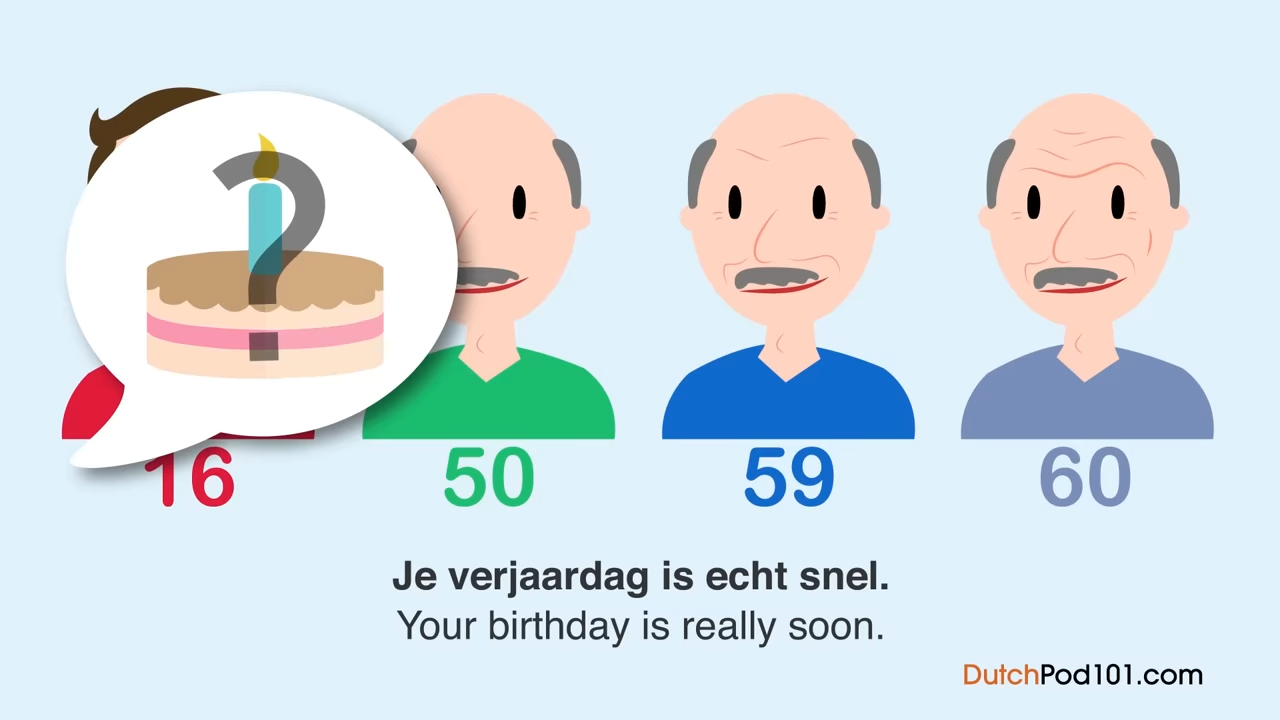 ?
16 50 59 60
Je verjaardag is echt snel.
Your birthday is really soon.
DutchPod101.com